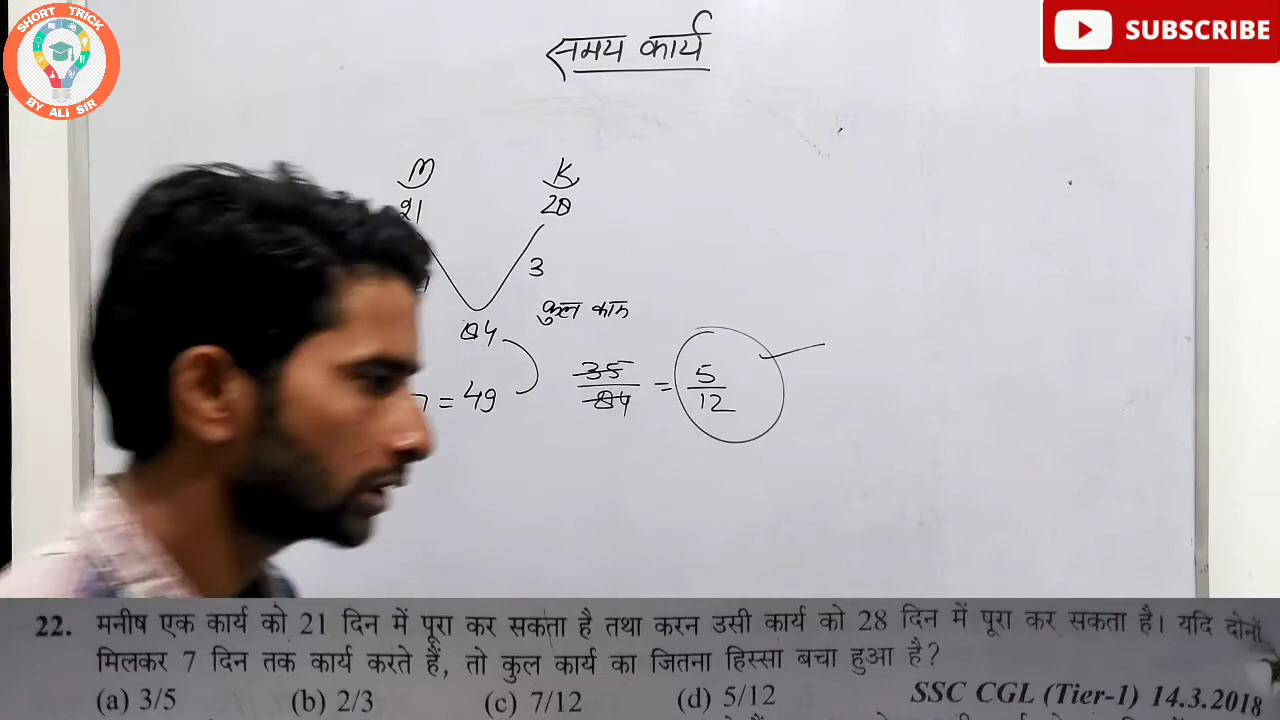 SHORT TRICK
BY ALI SIR
SUBSCRIBE
समय कार्य
M K
21 28
3
84 कुल काम
7 = 49 35/84 = 5/12
22. मनीष एक कार्य को 21 दिन में पूरा कर सकता है तथा करन उसी कार्य को 28 दिन में पूरा कर सकता है। यदि दोनों
मिलकर 7 दिन तक कार्य करते हैं, तो कुल कार्य का जितना हिस्सा बचा हुआ है?
(a) 3/5 (b) 2/3 (c) 7/12 (d) 5/12 SSC CGL (Tier-1) 14.3.2018